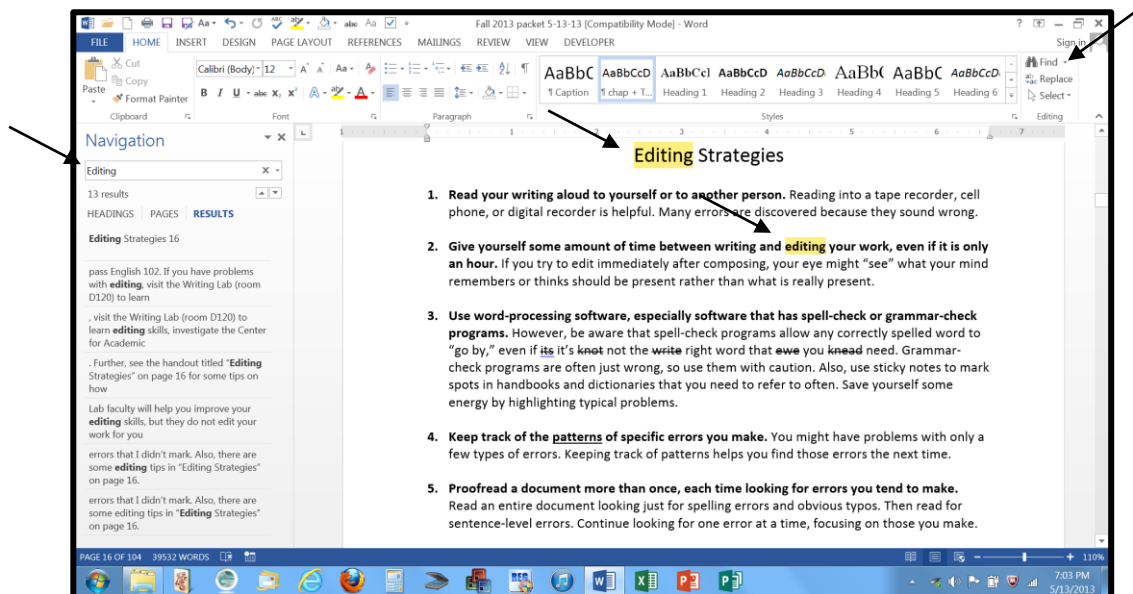 Fall 2013 packet 5-13-13 [Compatibility Mode] - Word
FILE HOME INSERT DESIGN PAGE LAYOUT REFERENCES MAILINGS REVIEW VIEW DEVELOPER Sign in
Cut
Copy
Format Painter
Paste
Clipboard
Calibri (Body) 12
Font
Paragraph
AaBbC AaBbCcD AaBbCcI AaBbCcD AaBbCcD AaBb( AaBbC AaBbCcD
¶ Caption ¶ chap + T... Heading 1 Heading 2 Heading 3 Heading 4 Heading 5 Heading 6
Styles
Find
Replace
Select
Editing
Navigation
Editing
13 results
HEADINGS PAGES RESULTS
Editing Strategies 16
pass English 102. If you have problems
with editing, visit the Writing Lab (room
D120) to learn
, visit the Writing Lab (room D120) to
learn editing skills, investigate the Center
for Academic
. Further, see the handout titled "Editing
Strategies" on page 16 for some tips on
how
Lab faculty will help you improve your
editing skills, but they do not edit your
work for you
errors that I didn't mark. Also, there are
some editing tips in "Editing Strategies"
on page 16.
errors that I didn't mark. Also, there are
some editing tips in "Editing Strategies"
on page 16.
1 1 2 3 4 5 6 7
Editing Strategies
1. Read your writing aloud to yourself or to another person. Reading into a tape recorder, cell
phone, or digital recorder is helpful. Many errors are discovered because they sound wrong.
2. Give yourself some amount of time between writing and editing your work, even if it is only
an hour. If you try to edit immediately after composing, your eye might "see" what your mind
remembers or thinks should be present rather than what is really present.
3. Use word-processing software, especially software that has spell-check or grammar-check
programs. However, be aware that spell-check programs allow any correctly spelled word to
"go by," even if its it's knot not the write right word that ewe you knead need. Grammar-
check programs are often just wrong, so use them with caution. Also, use sticky notes to mark
spots in handbooks and dictionaries that you need to refer to often. Save yourself some
energy by highlighting typical problems.
4. Keep track of the patterns of specific errors you make. You might have problems with only a
few types of errors. Keeping track of patterns helps you find those errors the next time.
5. Proofread a document more than once, each time looking for errors you tend to make.
Read an entire document looking just for spelling errors and obvious typos. Then read for
sentence-level errors. Continue looking for one error at a time, focusing on those you make.
PAGE 16 OF 104 39532 WORDS 110%
7:03 PM
5/13/2013